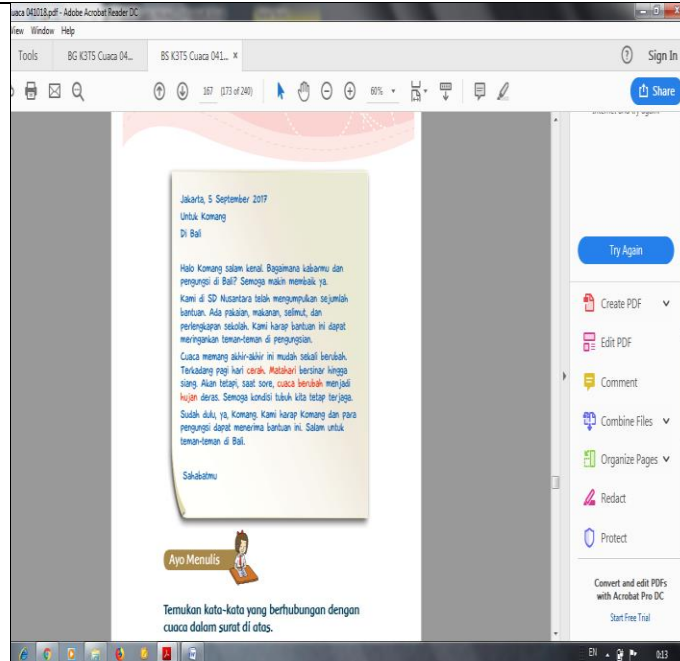 uaca 041018.pdf - Adobe Acrobat Reader DC
View Window Help
Tools BG K3T5 Cuaca 04... BS K3T5 Cuaca 041... x
? Sign In
167 (173 of 240) 60%
Share
Try Again
Create PDF
Edit PDF
Comment
Combine Files
Organize Pages
Redact
Protect
Convert and edit PDFs
with Acrobat Pro DC
Start Free Trial
Jakarta, 5 September 2017
Untuk Komang
Di Bali
Halo Komang salam kenal. Bagaimana kabarmu dan
pengungsi di Bali? Semoga makin membaik ya.
Kami di SD Nusantara telah mengumpulkan sejumlah
bantuan. Ada pakaian, makanan, selimut, dan
perlengkapan sekolah. Kami harap bantuan ini dapat
meringankan teman-teman di pengungsian.
Cuaca memang akhir-akhir ini mudah sekali berubah.
Terkadang pagi hari cerah. Matahari bersinar hingga
siang. Akan tetapi, saat sore, cuaca berubah menjadi
hujan deras. Semoga kondisi tubuh kita tetap terjaga.
Sudah dulu, ya, Komang. Kami harap Komang dan para
pengungsi dapat menerima bantuan ini. Salam untuk
teman-teman di Bali.
Sahabatmu
Ayo Menulis
Temukan kata-kata yang berhubungan dengan
cuaca dalam surat di atas.
EN 0:13